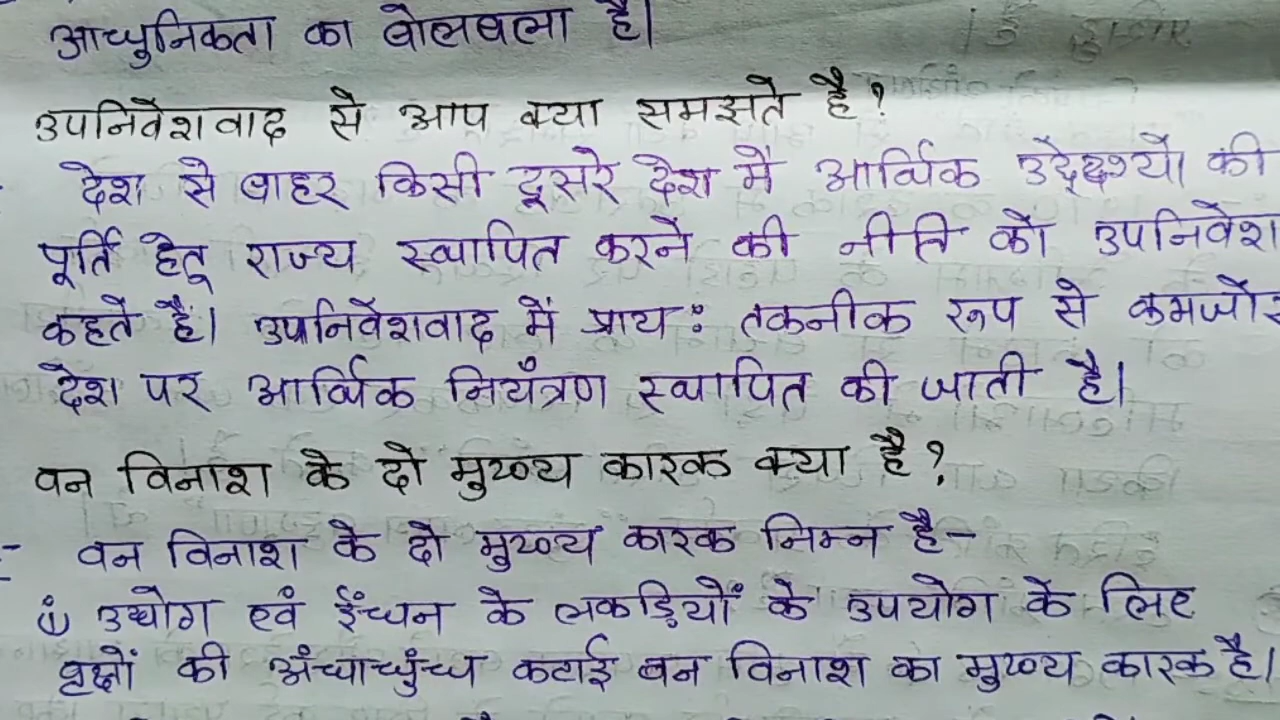 आधुनिकता का बोलबला है।
उपनिवेशवाद से आप क्या समझते है?
देश से बाहर किसी दूसरे देश में आर्थिक उद्देश्यों की
पूर्ति हेतू राज्य स्थापित करने की नीति को उपनिवेश
कहते हैं। उपनिवेशवाद में प्राय: तकनीक रूप से कमजोर
देश पर आर्थिक नियंत्रण स्थापित की जाती है।
वन विनाश के दो मुख्य कारक क्या है?
:- वन विनाश के दो मुख्य कारक निम्न है-
(i) उद्योग एवं ईंधन के लकड़ियों के उपयोग के लिए
वृक्षों की अंधाधुंध कटाई वन विनाश का मुख्य कारक है।